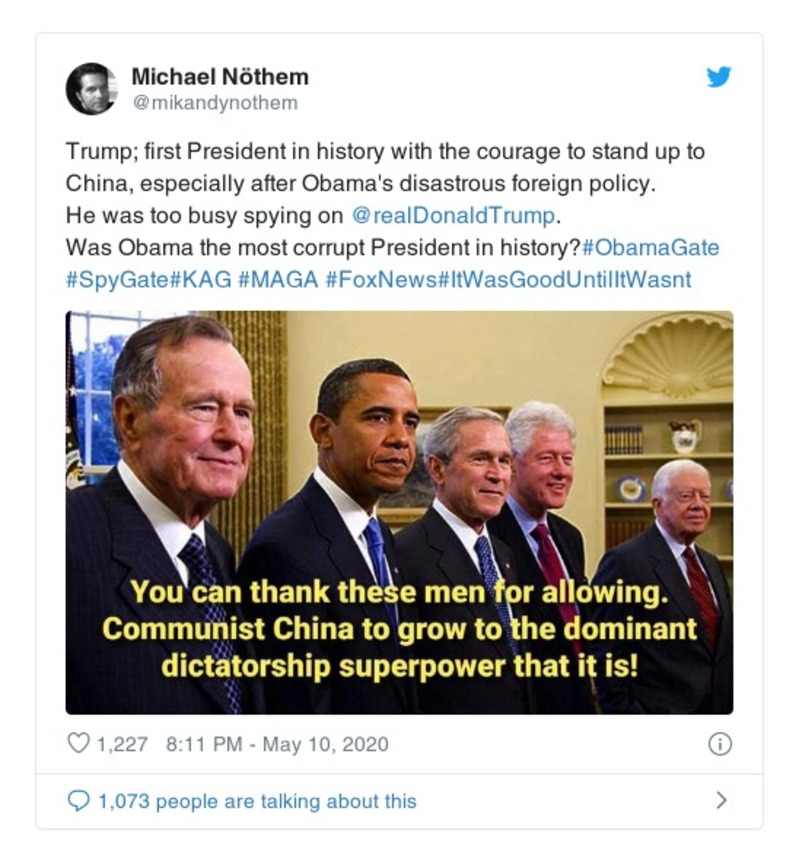 Michael Nöthem
@mikandynothem
Trump; first President in history with the courage to stand up to
China, especially after Obama's disastrous foreign policy.
He was too busy spying on @realDonaldTrump.
Was Obama the most corrupt President in history?#ObamaGate
#SpyGate#KAG #MAGA #FoxNews#ItWasGoodUntilItWasnt
You can thank these men for allowing.
Communist China to grow to the dominant
dictatorship superpower that it is!
1,227 8:11 PM - May 10, 2020
1,073 people are talking about this